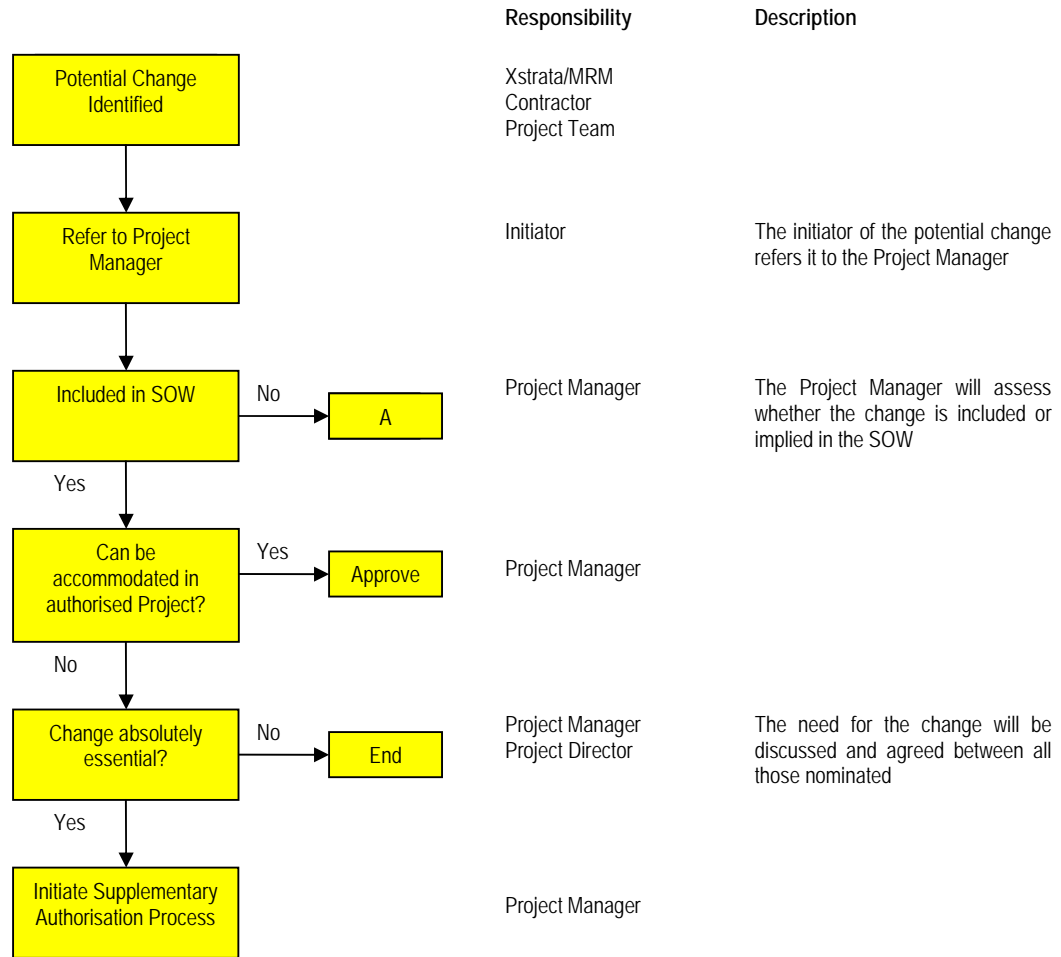 Responsibility
Description
Potential Change
Identified
Xstrata/MRM
Contractor
Project Team
Refer to Project
Manager
Initiator
The initiator of the potential change
refers it to the Project Manager
Included in SOW
No
A
Project Manager
The Project Manager will assess
whether the change is included or
implied in the SOW
Yes
Can be
accommodated in
authorised Project?
Yes
Approve
Project Manager
No
Change absolutely
essential?
No
End
Project Manager
Project Director
The need for the change will be
discussed and agreed between all
those nominated
Yes
Initiate Supplementary
Authorisation Process
Project Manager